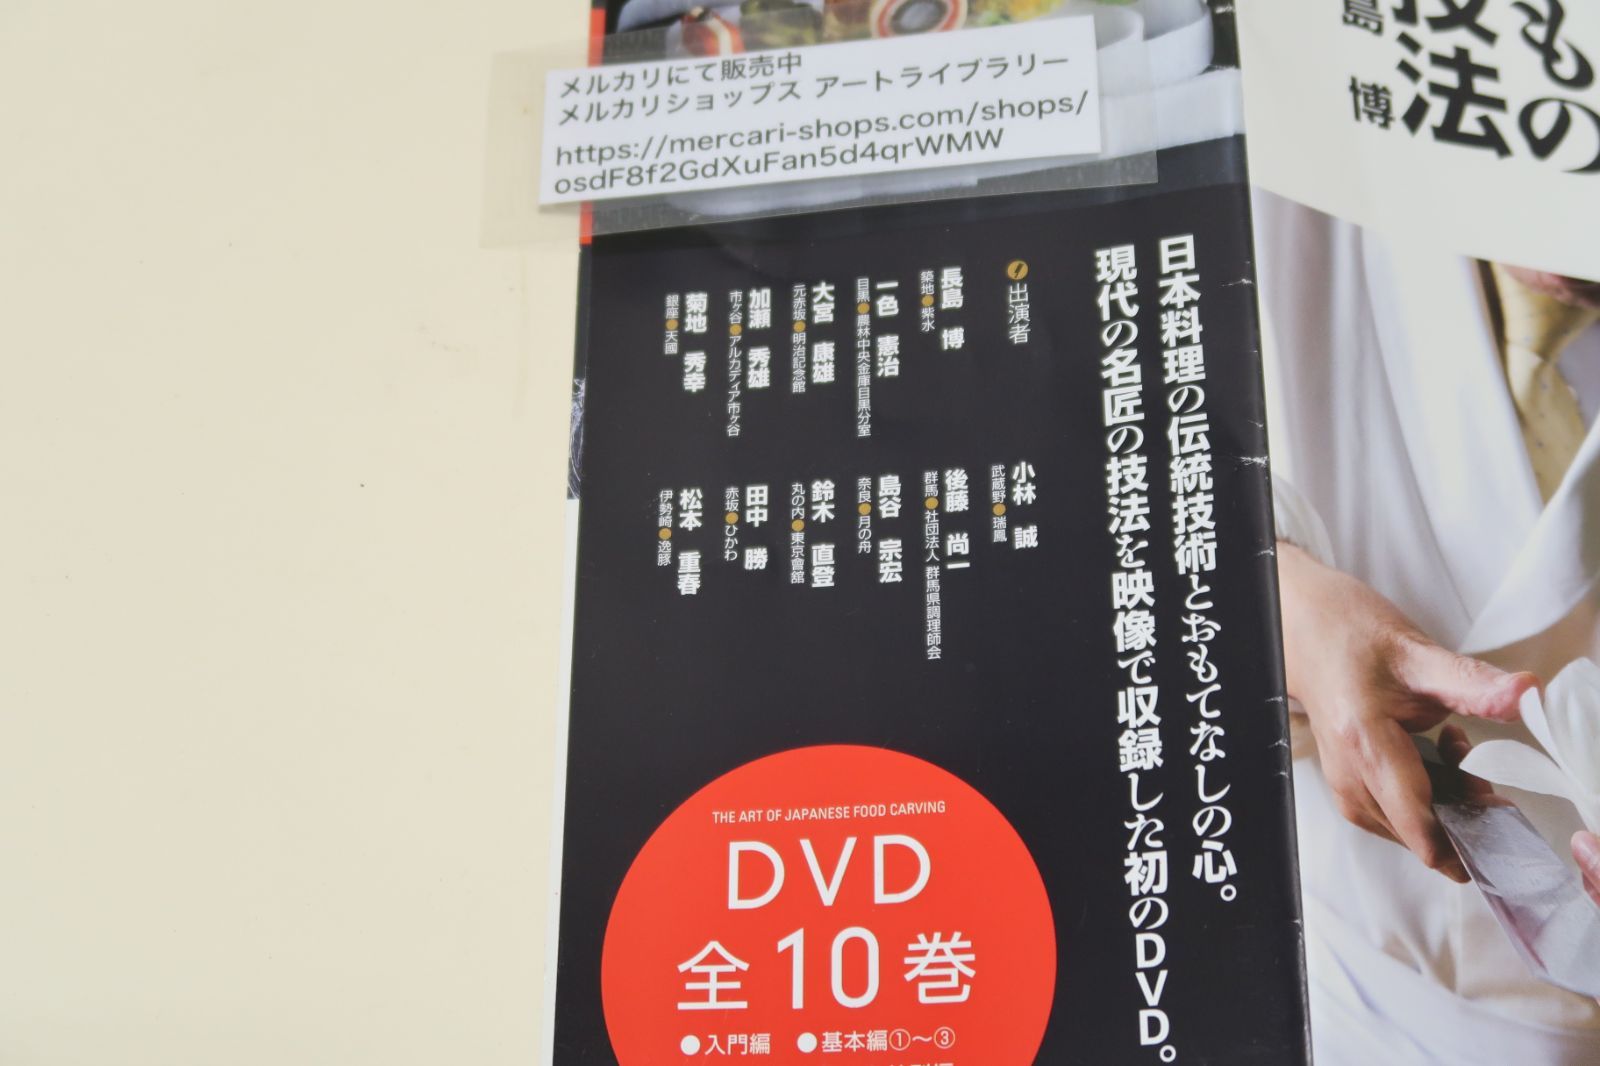 メルカリにて販売中
メルカリショップス アートライブラリー
https://mercari-shops.com/shops/
osdF8f2GdXuFan5d4qrWMW
もの
技法
島 博
日本料理の伝統技術とおもてなしの心。
現代の名匠の技法を映像で収録した初のDVD。
出演者
長島 博
築地●紫水
一色 憲治
目黒●農林中央金庫目黒分室
大宮 康雄
元赤坂●明治記念館
加瀬 秀雄
市ヶ谷●アルカディア市ヶ谷
菊地 秀幸
銀座●天國
小林 誠
武蔵野●瑞鳳
後藤 尚一
群馬●社団法人 群馬県調理師会
島谷 宗宏
奈良●月の舟
鈴木 直登
丸の内●東京會舘
田中 勝
赤坂●ひかわ
松本 重春
伊勢崎●逸豚
THE ART OF JAPANESE FOOD CARVING
DVD
全10巻
●入門編 ●基本編①〜③